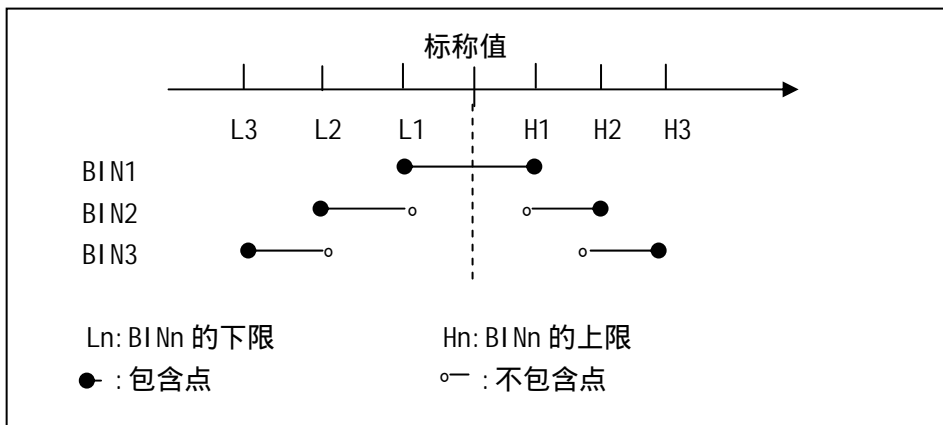 标称值
L3 L2 L1 H1 H2 H3
BIN1
BIN2
BIN3
Ln: BINn 的下限 Hn: BINn 的上限
: 包含点 : 不包含点